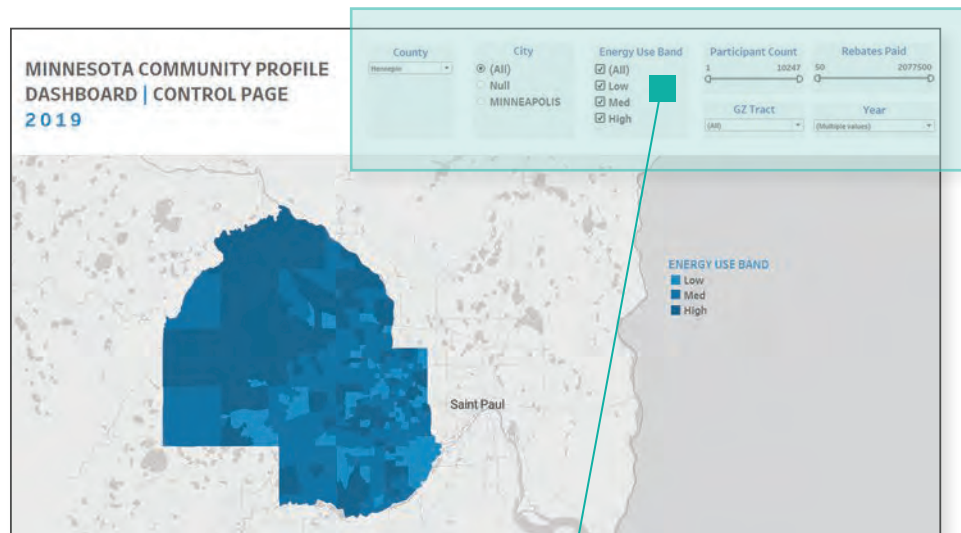 MINNESOTA COMMUNITY PROFILE
DASHBOARD | CONTROL PAGE
2019
County
Hennepin
City
(All)
Null
MINNEAPOLIS
Energy Use Band
(All)
Low
Med
High
Participant Count
1 10247
Rebates Paid
50 2077500
GZ Tract
(All)
Year
(Multiple values)
ENERGY USE BAND
Low
Med
High
Saint Paul